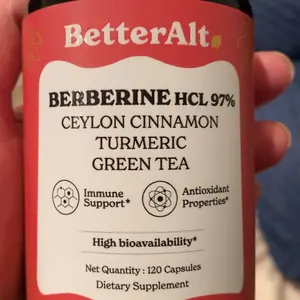 BetterAlt
BERBERINE HCL 97%
CEYLON CINNAMON
TURMERIC
GREEN TEA
Immune
Support*
Antioxidant
Properties*
High bioavailability*
Net Quantity : 120 Capsules
Dietary Supplement